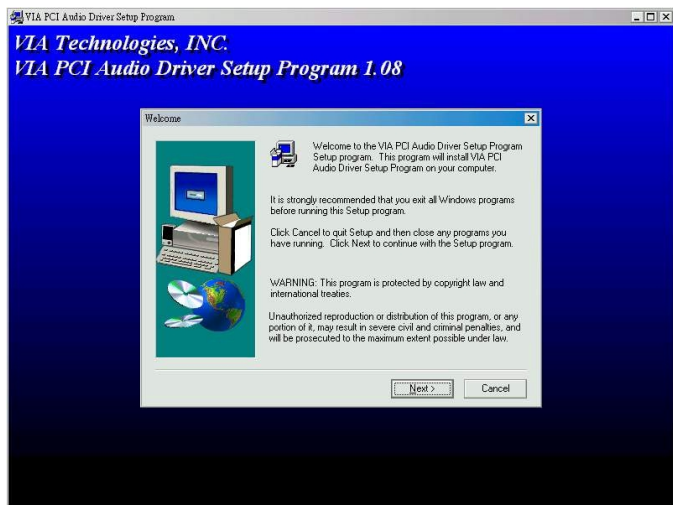 VIA PCI Audio Driver Setup Program
VIA Technologies, INC.
VIA PCI Audio Driver Setup Program 1.08
Welcome
Welcome to the VIA PCI Audio Driver Setup Program
Setup program. This program will install VIA PCI
Audio Driver Setup Program on your computer.
It is strongly recommended that you exit all Windows programs
before running this Setup program.
Click Cancel to quit Setup and then close any programs you
have running. Click Next to continue with the Setup program.
WARNING: This program is protected by copyright law and
international treaties.
Unauthorized reproduction or distribution of this program, or any
portion of it, may result in severe civil and criminal penalties, and
will be prosecuted to the maximum extent possible under law.
Next >
Cancel